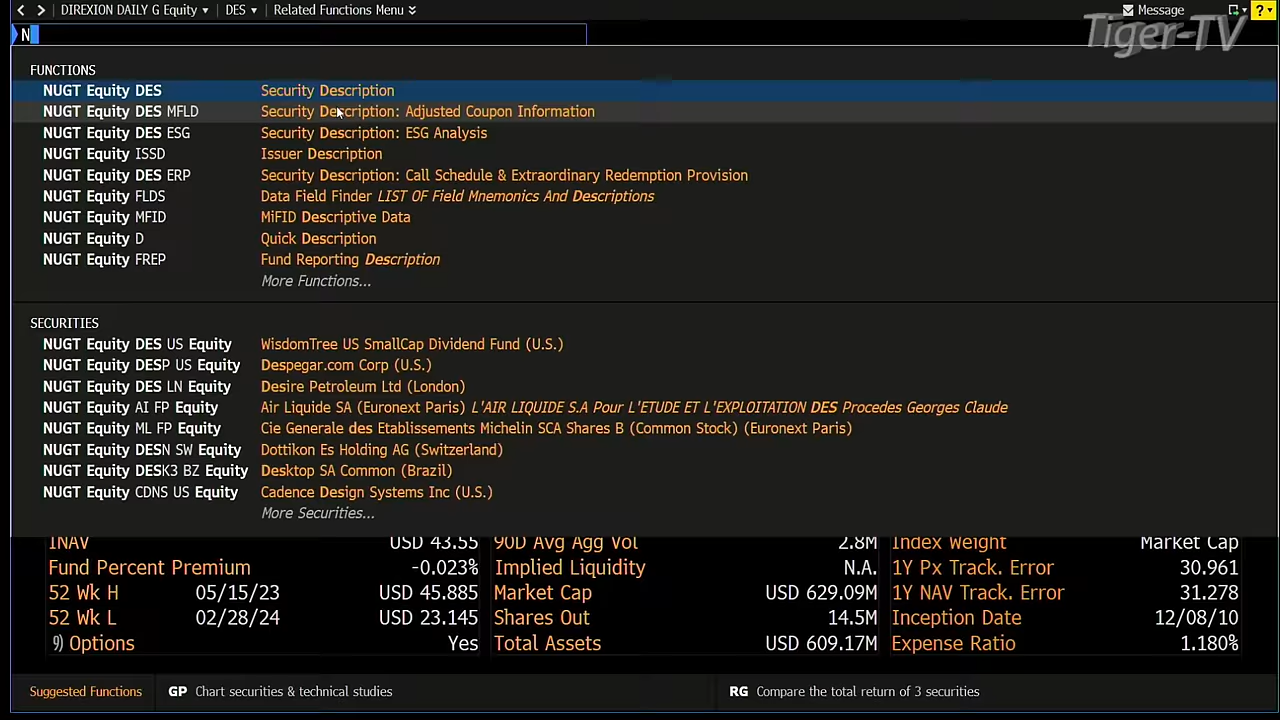 < > DIREXION DAILY G Equity ▾ | DES ▾ | Related Functions Menu Message ?
Tiger-TV
N
FUNCTIONS
NUGT Equity DES Security Description
NUGT Equity DES MFLD Security Description: Adjusted Coupon Information
NUGT Equity DES ESG Security Description: ESG Analysis
NUGT Equity ISSD Issuer Description
NUGT Equity DES ERP Security Description: Call Schedule & Extraordinary Redemption Provision
NUGT Equity FLDS Data Field Finder LIST OF Field Mnemonics And Descriptions
NUGT Equity MFID MiFID Descriptive Data
NUGT Equity D Quick Description
NUGT Equity FREP Fund Reporting Description
More Functions...
SECURITIES
NUGT Equity DES US Equity WisdomTree US SmallCap Dividend Fund (U.S.)
NUGT Equity DESP US Equity Despegar.com Corp (U.S.)
NUGT Equity DES LN Equity Desire Petroleum Ltd (London)
NUGT Equity AI FP Equity Air Liquide SA (Euronext Paris) L'AIR LIQUIDE S.A Pour L'ETUDE ET L'EXPLOITATION DES Procedes Georges Claude
NUGT Equity ML FP Equity Cie Generale des Etablissements Michelin SCA Shares B (Common Stock) (Euronext Paris)
NUGT Equity DESN SW Equity Dottikon Es Holding AG (Switzerland)
NUGT Equity DESK3 BZ Equity Desktop SA Common (Brazil)
NUGT Equity CDNS US Equity Cadence Design Systems Inc (U.S.)
More Securities...
INAV USD 43.55 90D Avg Agg Vol 2.8M Index Weight Market Cap
Fund Percent Premium -0.023% Implied Liquidity N.A. 1Y Px Track. Error 30.961
52 Wk H 05/15/23 USD 45.885 Market Cap USD 629.09M 1Y NAV Track. Error 31.278
52 Wk L 02/28/24 USD 23.145 Shares Out 14.5M Inception Date 12/08/10
9) Options Yes Total Assets USD 609.17M Expense Ratio 1.180%
Suggested Functions GP Chart securities & technical studies RG Compare the total return of 3 securities